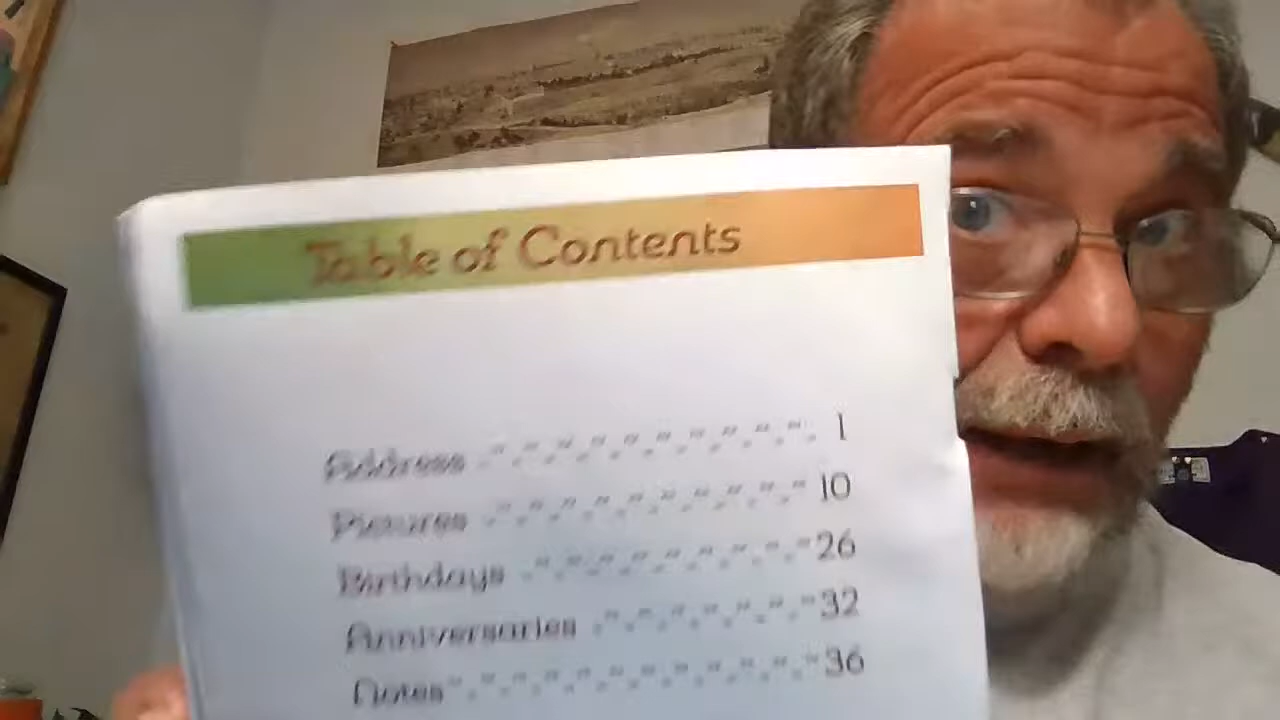 Table of Contents
Address 1
Pictures 10
Birthdays 26
Anniversaries 32
Notes 36